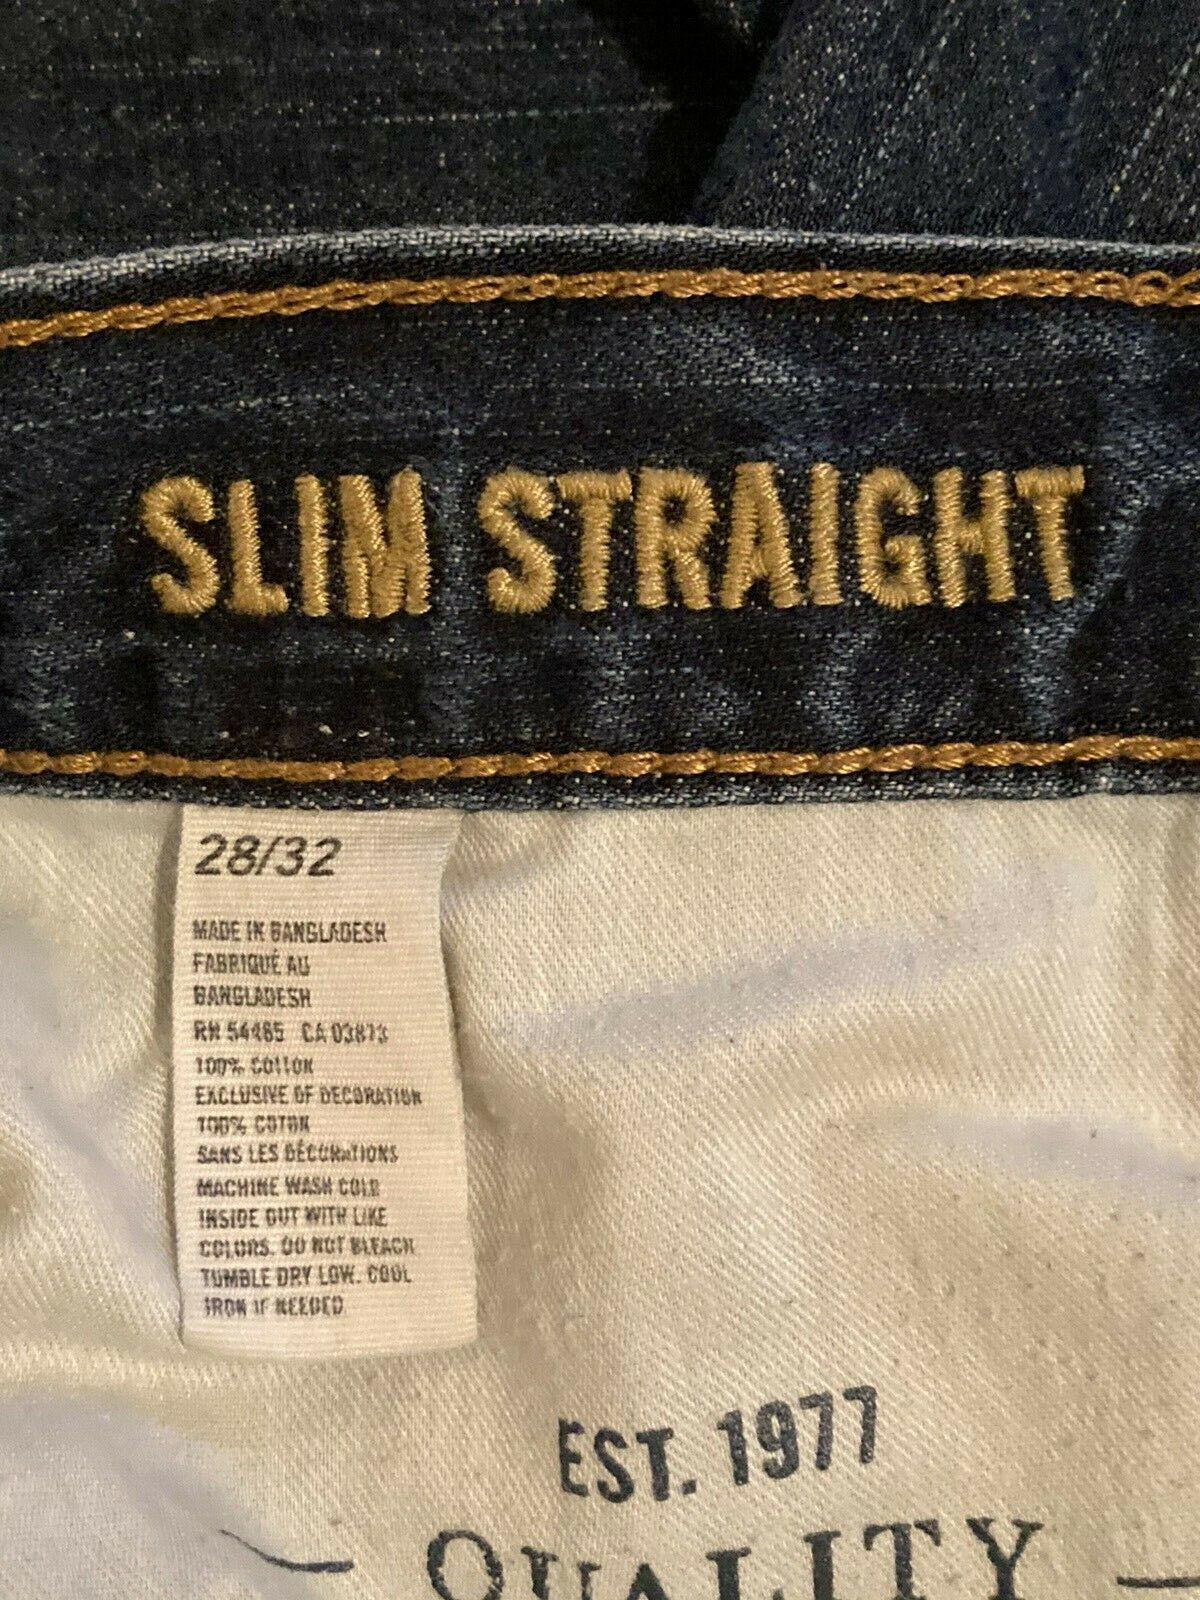 SLIM STRAIGHT
28/32
MADE IN BANGLADESH
FABRIQUÉ AU
BANGLADESH
RN 54485 CA 03873
100% COTTON
EXCLUSIVE OF DECORATION
100% COTON
SANS LES DÉCORATIONS
MACHINE WASH COLD
INSIDE OUT WITH LIKE
COLORS. DO NOT BLEACH
TUMBLE DRY LOW. COOL
IRON IF NEEDED
EST. 1977
QUALITY